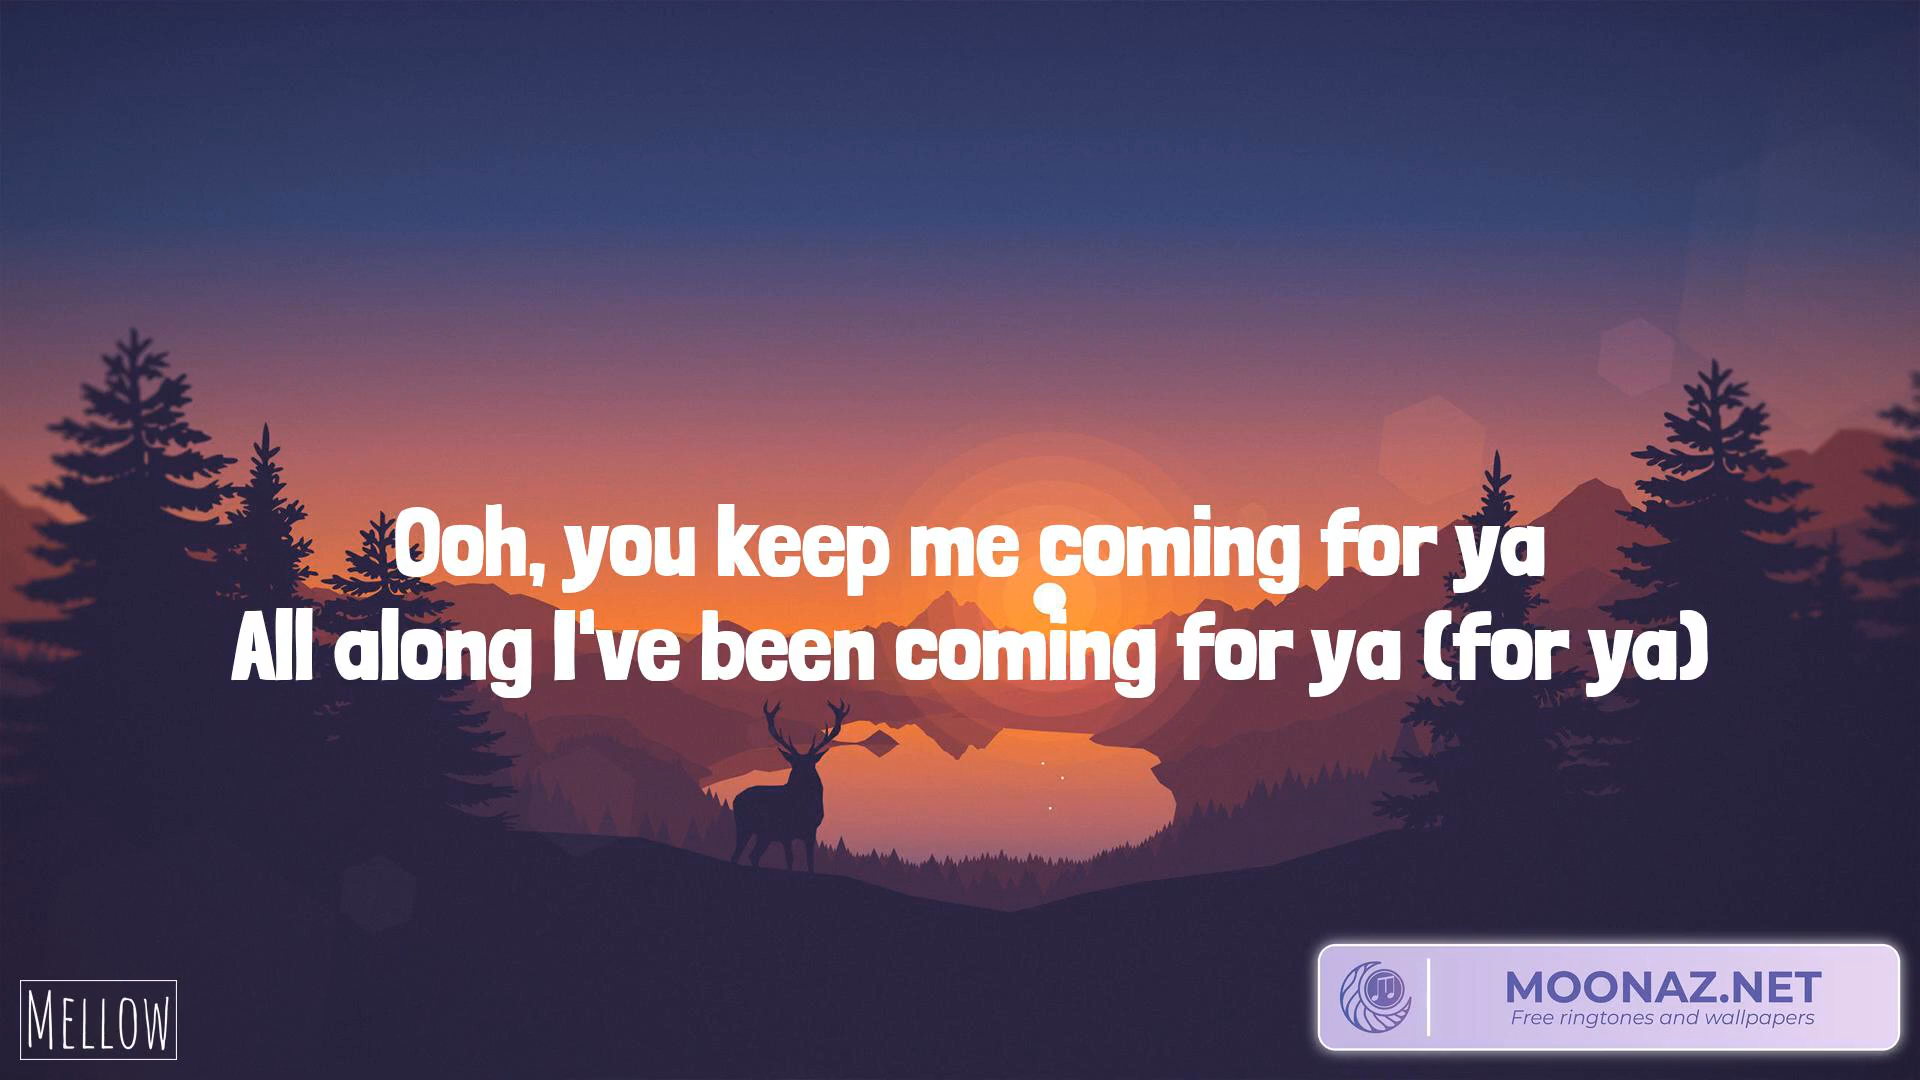 Ooh, you keep me coming for ya
All along I've been coming for ya (for ya)
MELLOW
MOONAZ.NET
Free ringtones and wallpapers